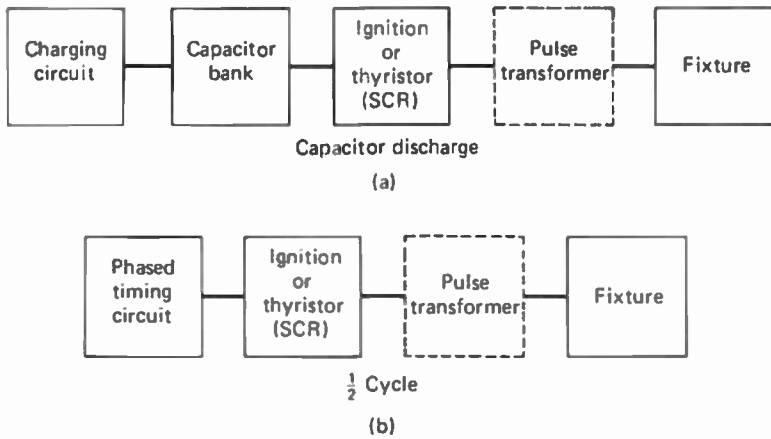 Charging
circuit
Capacitor
bank
Ignition
or
thyristor
(SCR)
Pulse
transformer
Fixture
Capacitor discharge
(a)
Phased
timing
circuit
Ignition
or
thyristor
(SCR)
Pulse
transformer
Fixture
½ Cycle
(b)